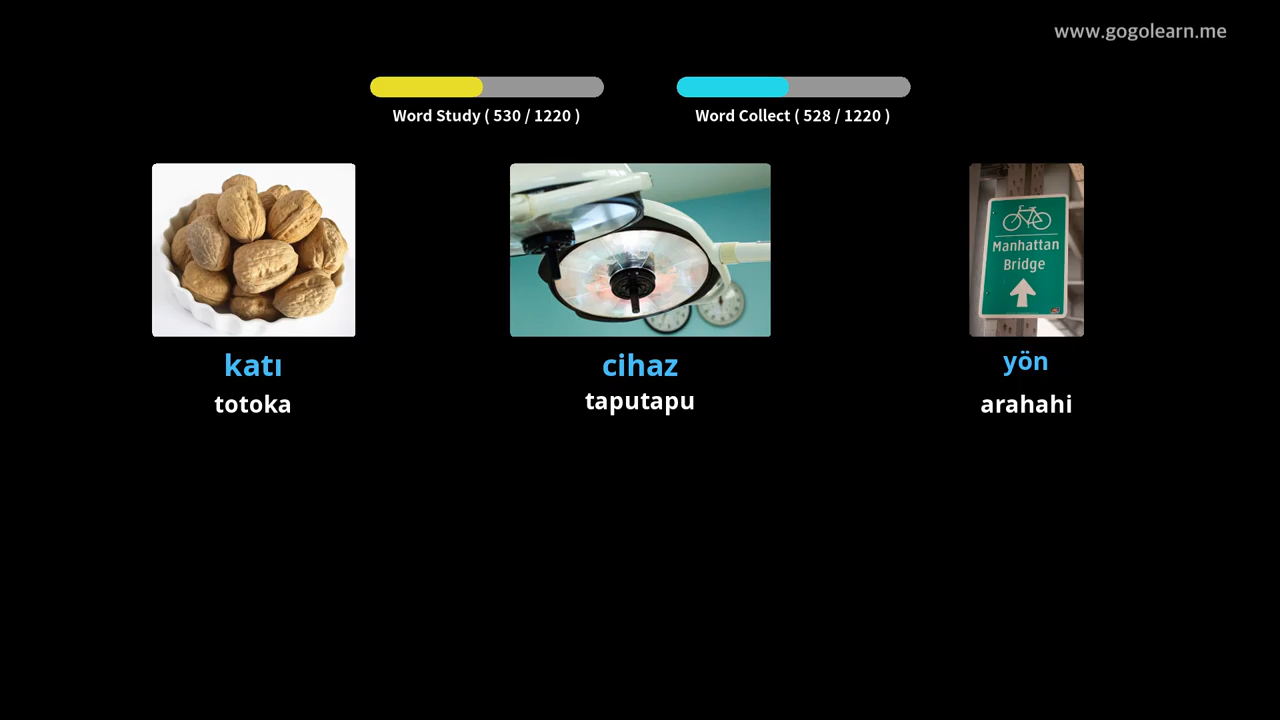 www.gogolearn.me
Word Study ( 530 / 1220 )
Word Collect ( 528 / 1220 )
Manhattan
Bridge
katı
cihaz
yön
totoka
taputapu
arahahi